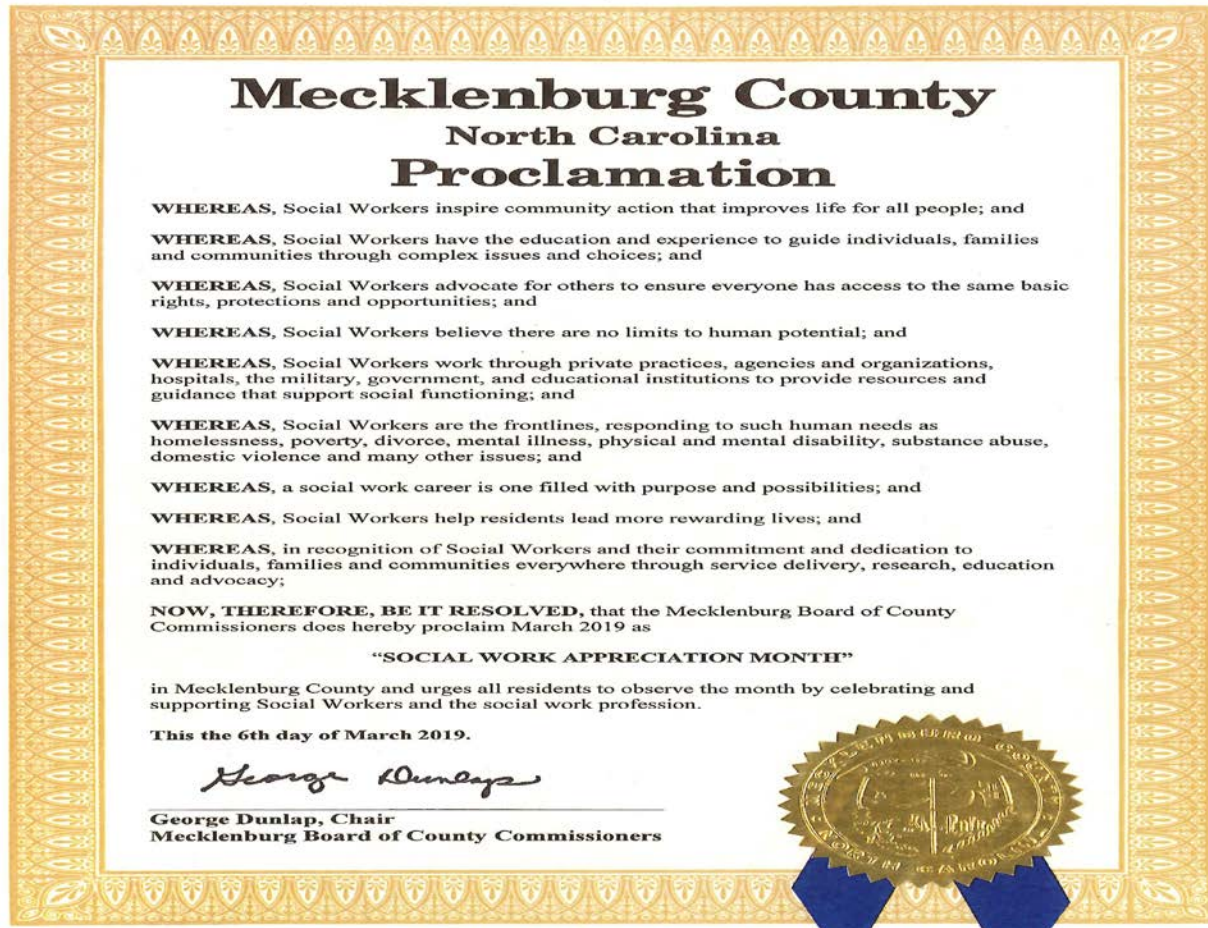 Mecklenburg County
North Carolina
Proclamation
WHEREAS, Social Workers inspire community action that improves life for all people; and
WHEREAS, Social Workers have the education and experience to guide individuals, families
and communities through complex issues and choices; and
WHEREAS, Social Workers advocate for others to ensure everyone has access to the same basic
rights, protections and opportunities; and
WHEREAS, Social Workers believe there are no limits to human potential; and
WHEREAS, Social Workers work through private practices, agencies and organizations,
hospitals, the military, government, and educational institutions to provide resources and
guidance that support social functioning; and
WHEREAS, Social Workers are the frontlines, responding to such human needs as
homelessness, poverty, divorce, mental illness, physical and mental disability, substance abuse,
domestic violence and many other issues; and
WHEREAS, a social work career is one filled with purpose and possibilities; and
WHEREAS, Social Workers help residents lead more rewarding lives; and
WHEREAS, in recognition of Social Workers and their commitment and dedication to
individuals, families and communities everywhere through service delivery, research, education
and advocacy;
NOW, THEREFORE, BE IT RESOLVED, that the Mecklenburg Board of County
Commissioners does hereby proclaim March 2019 as
“SOCIAL WORK APPRECIATION MONTH”
in Mecklenburg County and urges all residents to observe the month by celebrating and
supporting Social Workers and the social work profession.
This the 6th day of March 2019.
George Dunlap
George Dunlap, Chair
Mecklenburg Board of County Commissioners
MECKLENBURG COUNTY
NORTH CAROLINA